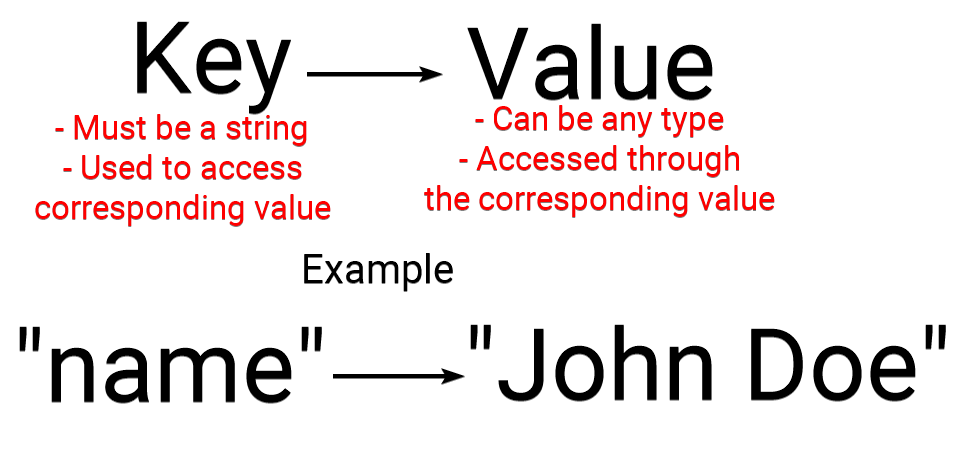 Key Value
- Must be a string
- Used to access
corresponding value
- Can be any type
- Accessed through
the corresponding value
Example
"name" "John Doe"